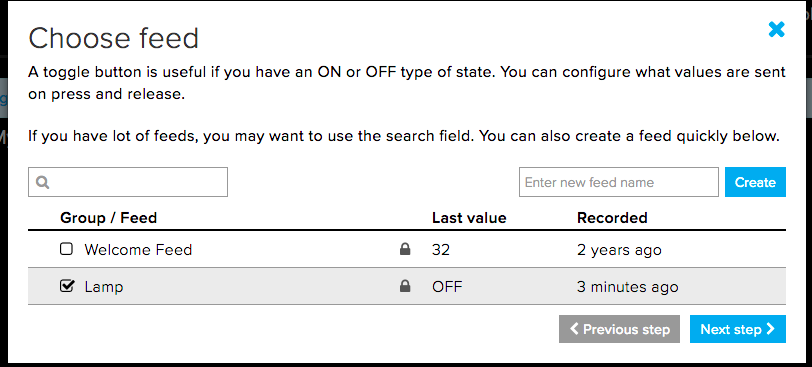 Choose feed
A toggle button is useful if you have an ON or OFF type of state. You can configure what values are sent
on press and release.
If you have lot of feeds, you may want to use the search field. You can also create a feed quickly below.
Enter new feed name Create
Group / Feed Last value Recorded
Welcome Feed 32 2 years ago
Lamp OFF 3 minutes ago
Previous step Next step